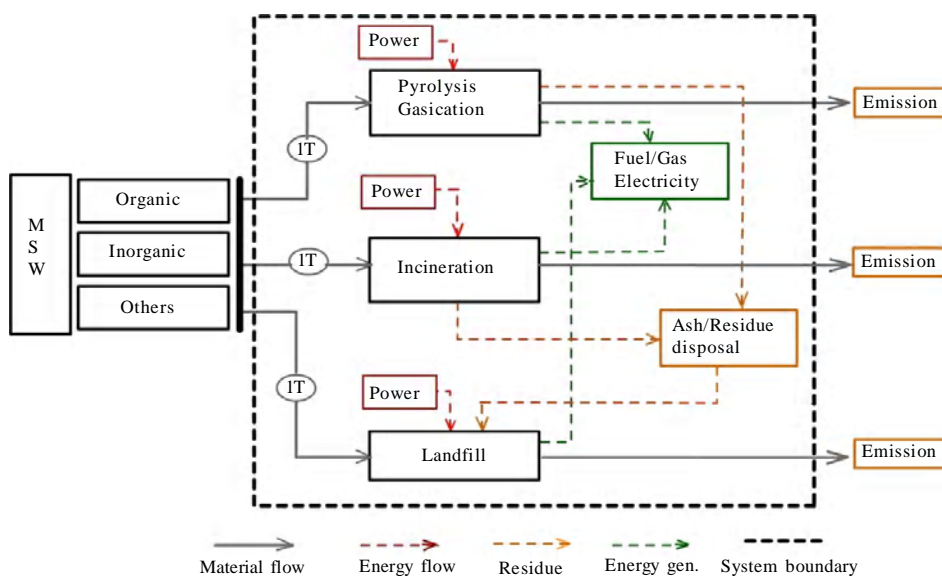 Power
Pyrolysis
Gasication
Emission
1T
Fuel/Gas
Electricity
M
S
W
Organic
Inorganic
Others
Power
1T
Incineration
Emission
Ash/Residue
disposal
1T
Power
Landfill
Emission
Material flow
Energy flow
Residue
Energy gen.
System boundary